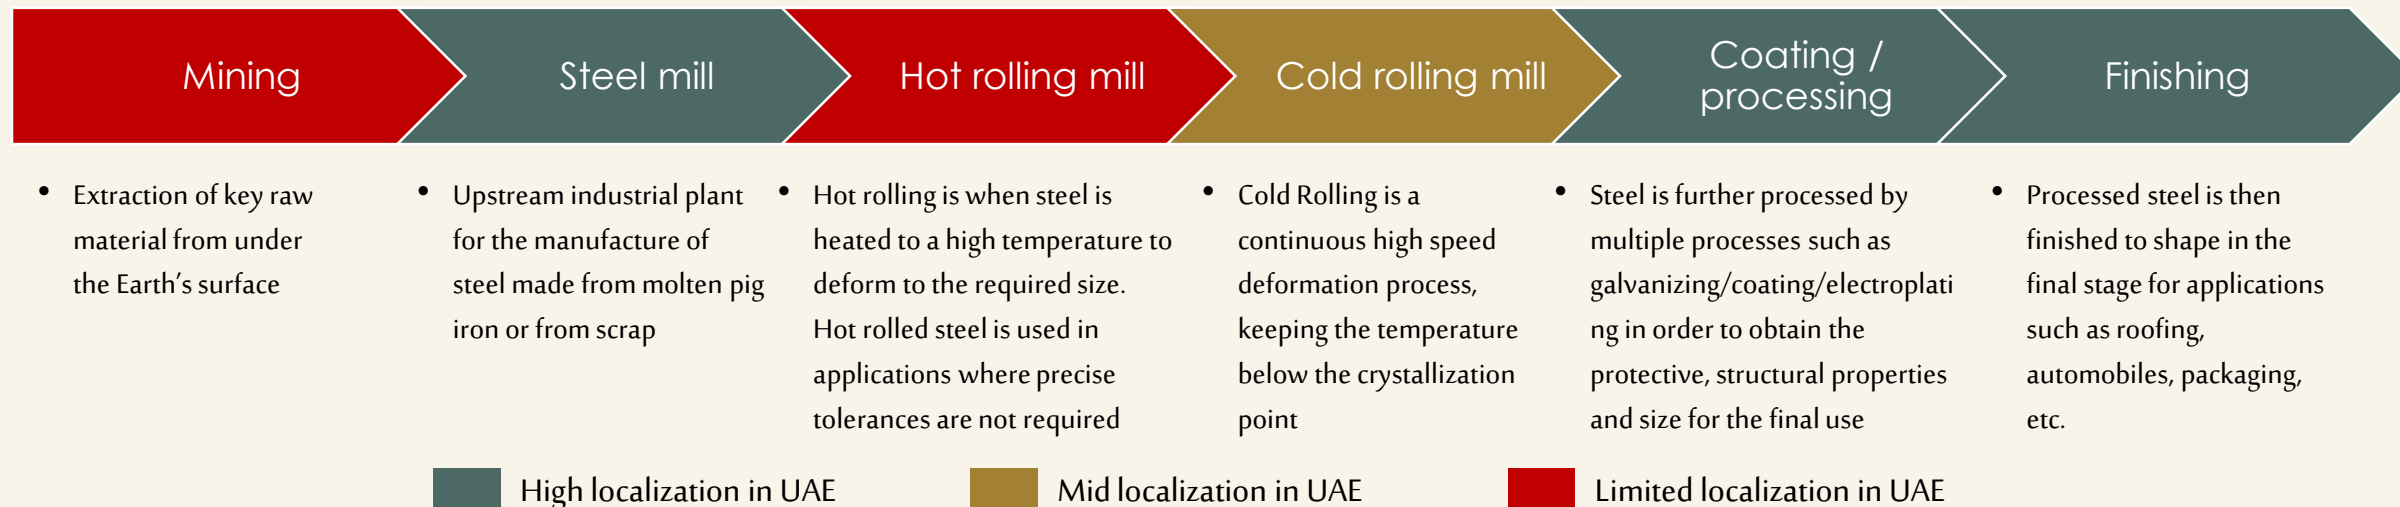 Mining
Steel mill
Hot rolling mill
Cold rolling mill
Coating /
processing
Finishing
• Extraction of key raw
material from under
the Earth’s surface
• Upstream industrial plant
for the manufacture of
steel made from molten pig
iron or from scrap
• Hot rolling is when steel is
heated to a high temperature to
deform to the required size.
Hot rolled steel is used in
applications where precise
tolerances are not required
• Cold Rolling is a
continuous high speed
deformation process,
keeping the temperature
below the crystallization
point
• Steel is further processed by
multiple processes such as
galvanizing/coating/electroplati
ng in order to obtain the
protective, structural properties
and size for the final use
• Processed steel is then
finished to shape in the
final stage for applications
such as roofing,
automobiles, packaging,
etc.
High localization in UAE
Mid localization in UAE
Limited localization in UAE